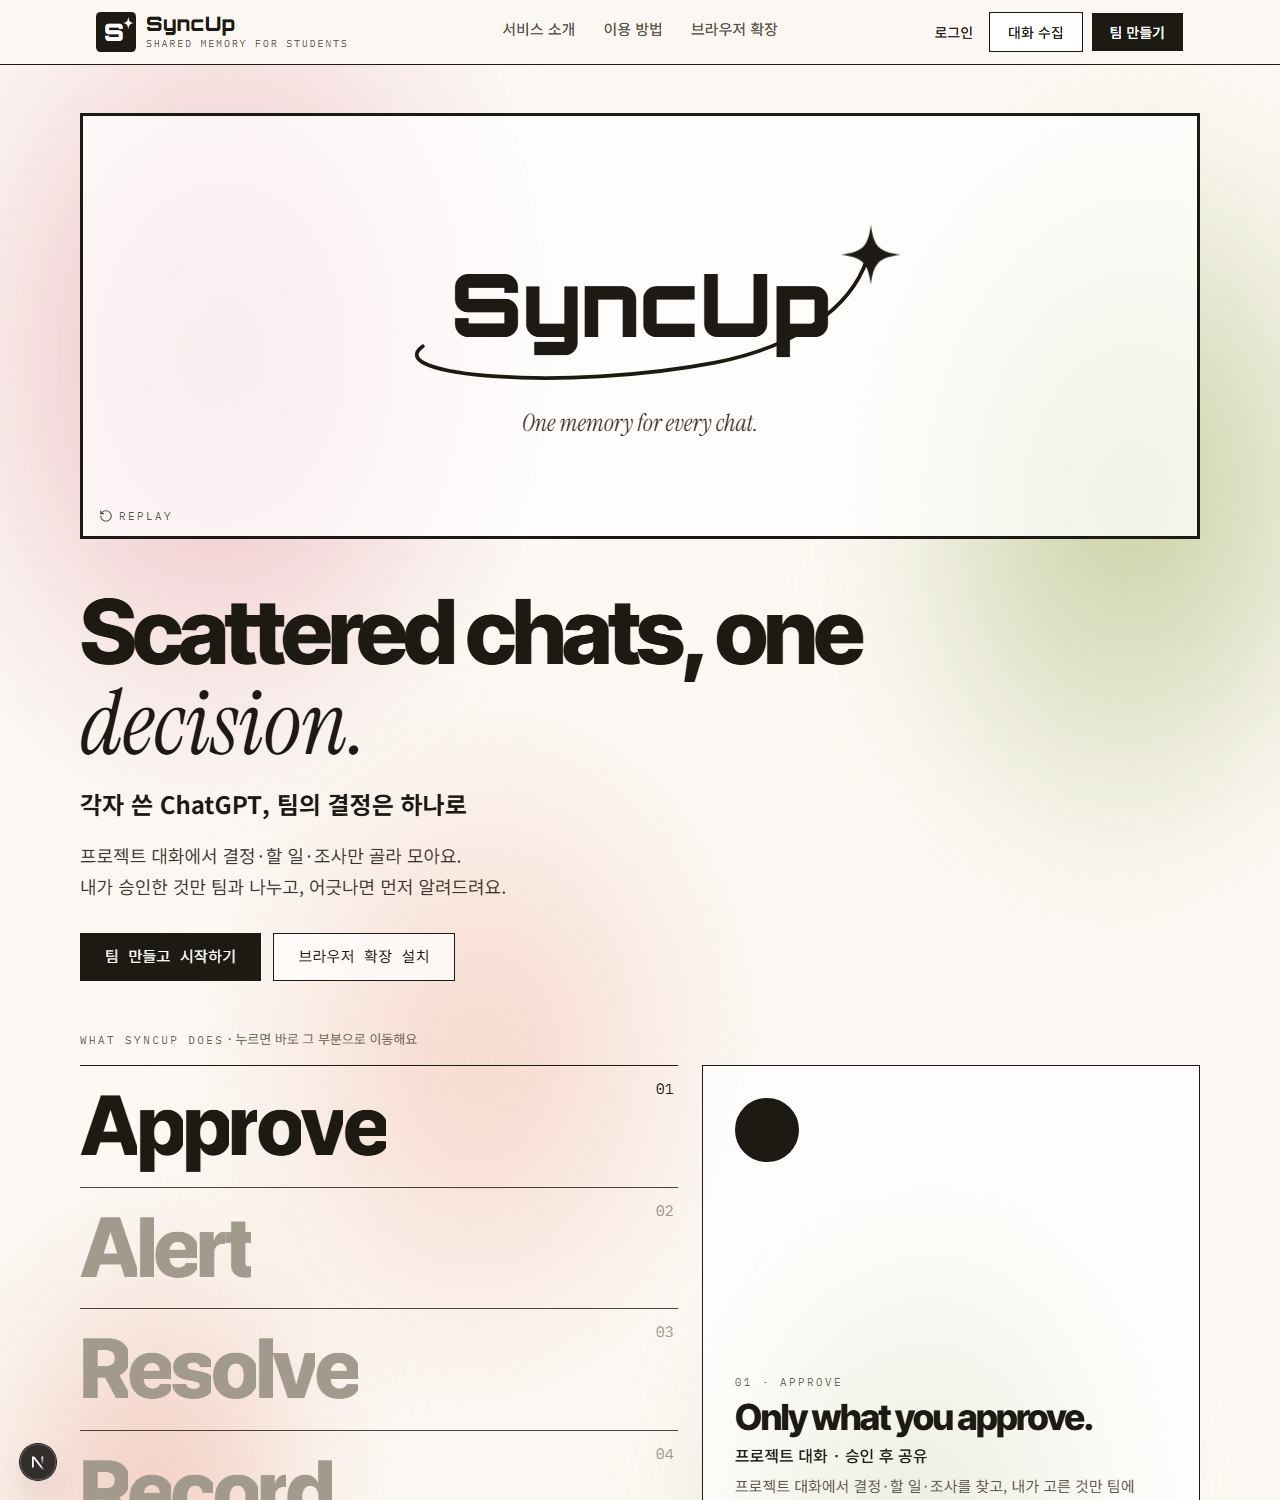 S
SyncUp
SHARED MEMORY FOR STUDENTS
서비스 소개
이용 방법
브라우저 확장
로그인
대화 수집
팀 만들기
SyncUp
One memory for every chat.
REPLAY
Scattered chats, one
decision.
각자 쓴 ChatGPT, 팀의 결정은 하나로
프로젝트 대화에서 결정·할 일·조사만 골라 모아요.
내가 승인한 것만 팀과 나누고, 어긋나면 먼저 알려드려요.
팀 만들고 시작하기
브라우저 확장 설치
WHAT SYNCUP DOES · 누르면 바로 그 부분으로 이동해요
01
Approve
02
Alert
03
Resolve
04
Record
01 · APPROVE
Only what you approve.
프로젝트 대화 · 승인 후 공유
프로젝트 대화에서 결정·할 일·조사를 찾고, 내가 고른 것만 팀에
N